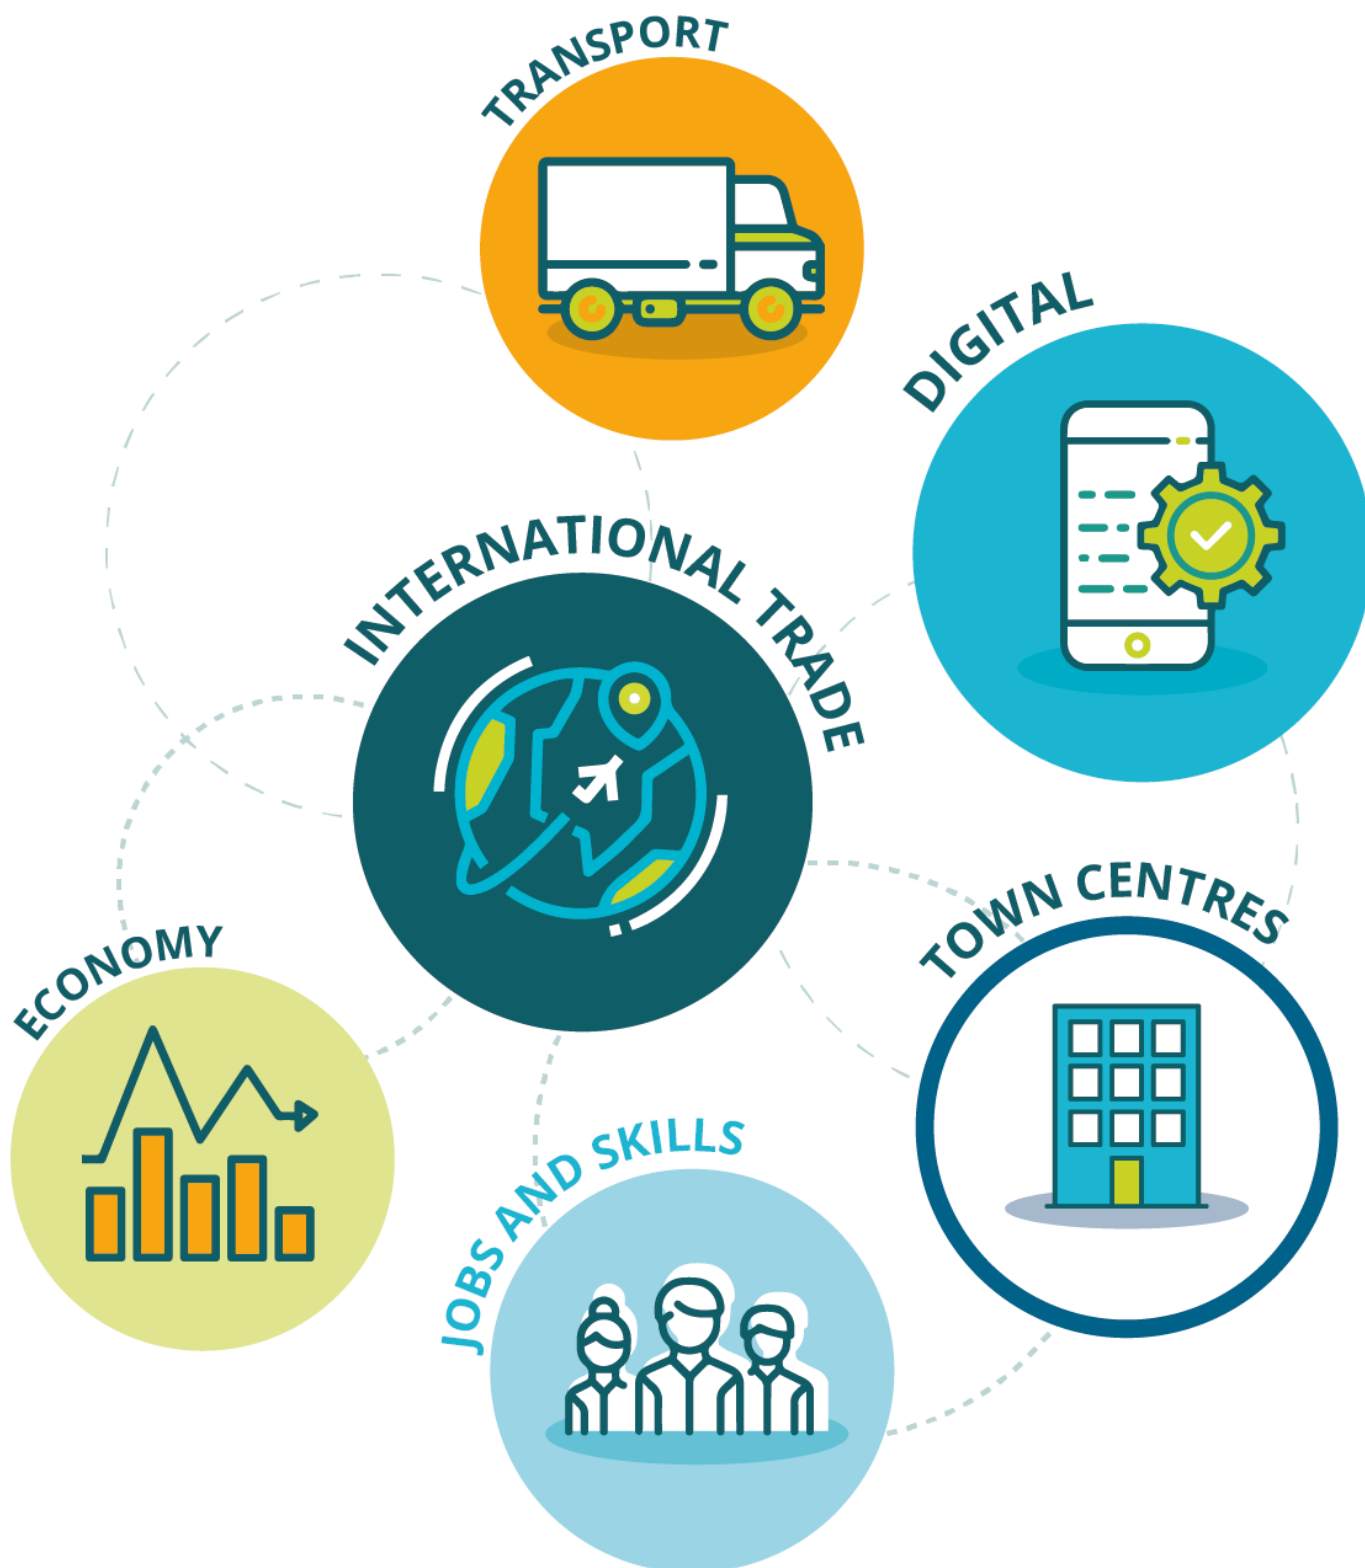 TRANSPORT
DIGITAL
INTERNATIONAL TRADE
TOWN CENTRES
ECONOMY
JOBS AND SKILLS